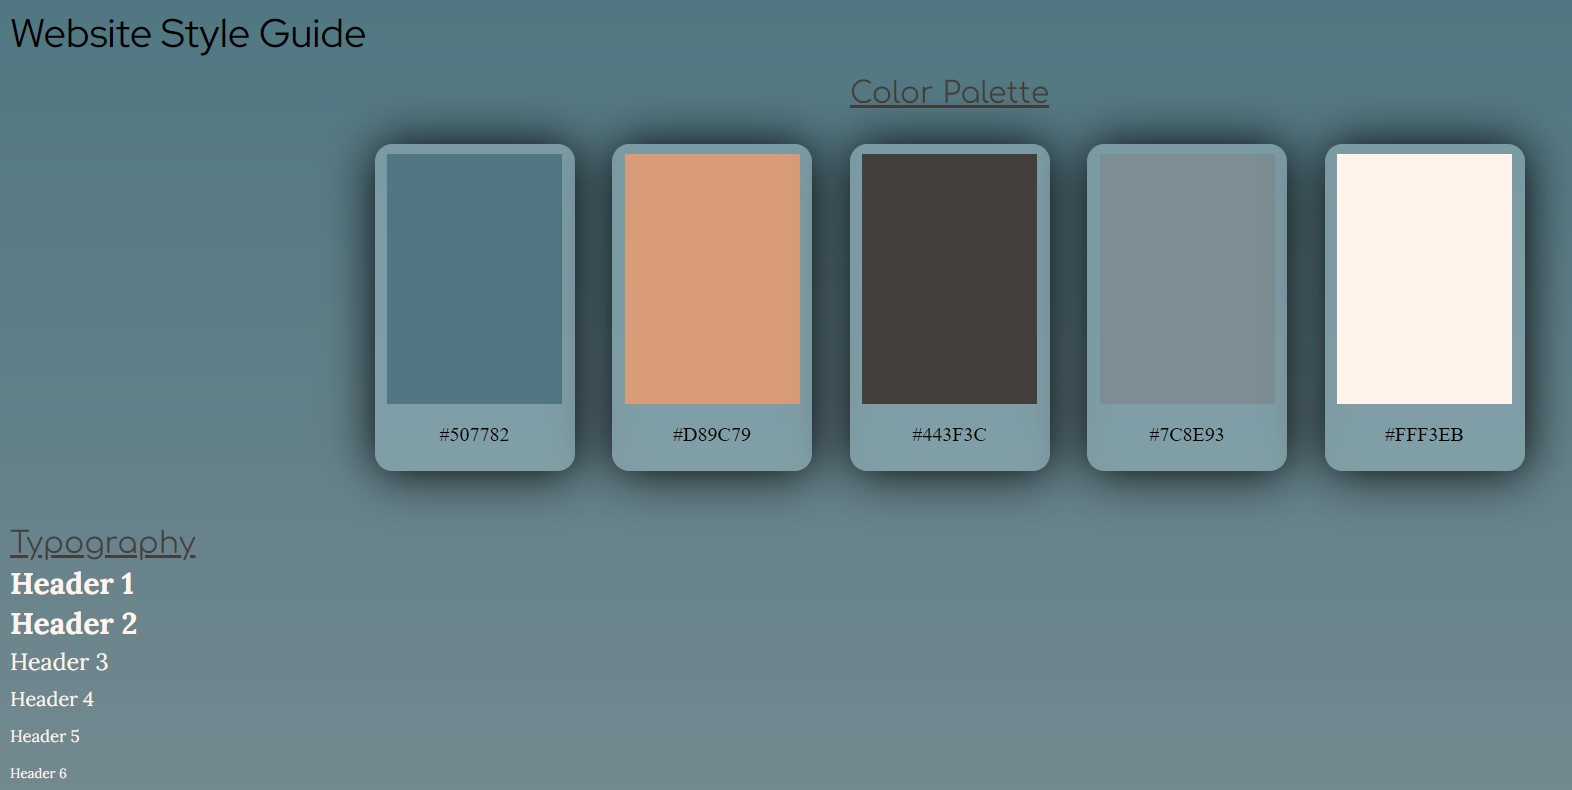 Website Style Guide
Color Palette
#507782
#D89C79
#443F3C
#7C8E93
#FFF3EB
Typography
Header 1
Header 2
Header 3
Header 4
Header 5
Header 6